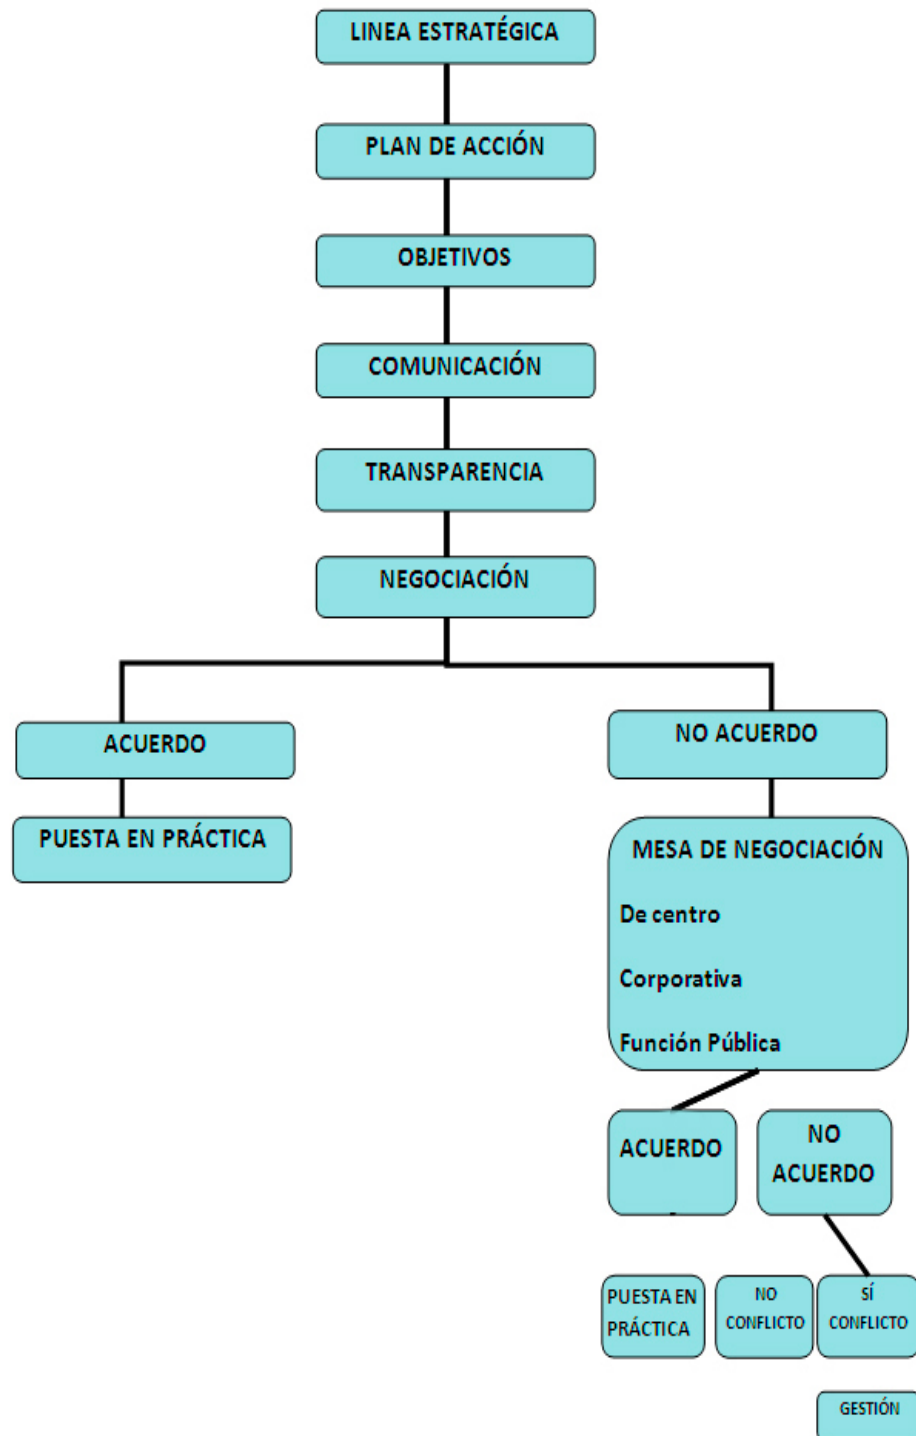 LINEA ESTRATÉGICA
PLAN DE ACCIÓN
OBJETIVOS
COMUNICACIÓN
TRANSPARENCIA
NEGOCIACIÓN
ACUERDO
NO ACUERDO
PUESTA EN PRÁCTICA
MESA DE NEGOCIACIÓN
De centro
Corporativa
Función Pública
ACUERDO
NO
ACUERDO
PUESTA EN
PRÁCTICA
NO
CONFLICTO
SÍ
CONFLICTO
GESTIÓN